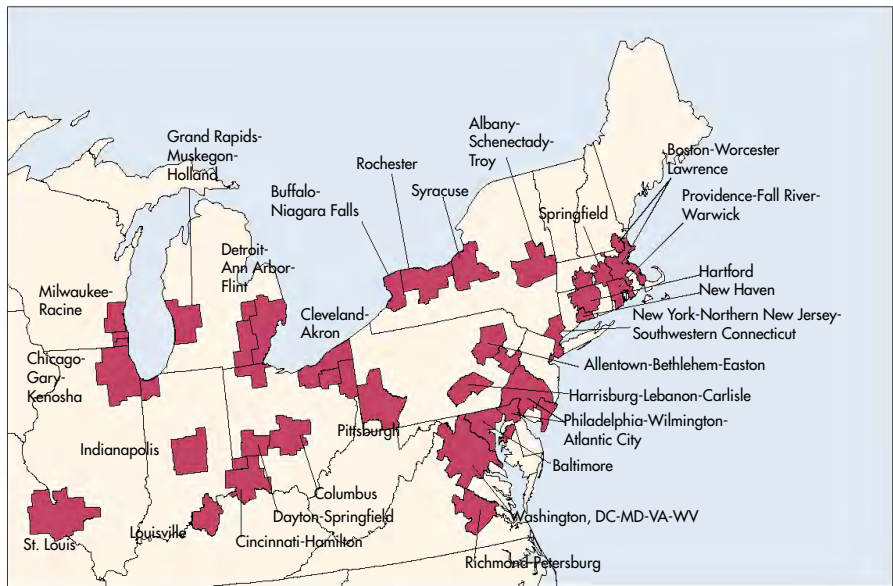 Grand Rapids-
Muskegon-
Holland
Albany-
Schenectady-
Troy
Rochester
Boston-Worcester
Lawrence
Buffalo-
Niagara Falls
Syracuse
Providence-Fall River-
Warwick
Springfield
Detroit-
Ann Arbor-
Flint
Milwaukee-
Racine
Cleveland-
Akron
Hartford
New Haven
New York-Northern New Jersey-
Southwestern Connecticut
Chicago-
Gary-
Kenosha
Allentown-Bethlehem-Easton
Harrisburg-Lebanon-Carlisle
Philadelphia-Wilmington-
Atlantic City
Pittsburgh
Indianapolis
Baltimore
Columbus
Dayton-Springfield
Washington, DC-MD-VA-WV
Louisville
St. Louis
Cincinnati-Hamilton
Richmond-Petersburg